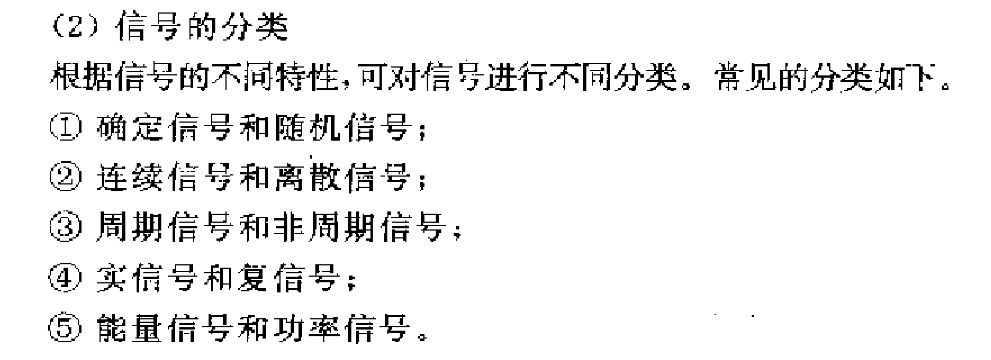 (2) 信号的分类
根据信号的不同特性,可对信号进行不同分类。常见的分类如下。
① 确定信号和随机信号;
② 连续信号和离散信号;
③ 周期信号和非周期信号;
④ 实信号和复信号;
⑤ 能量信号和功率信号。